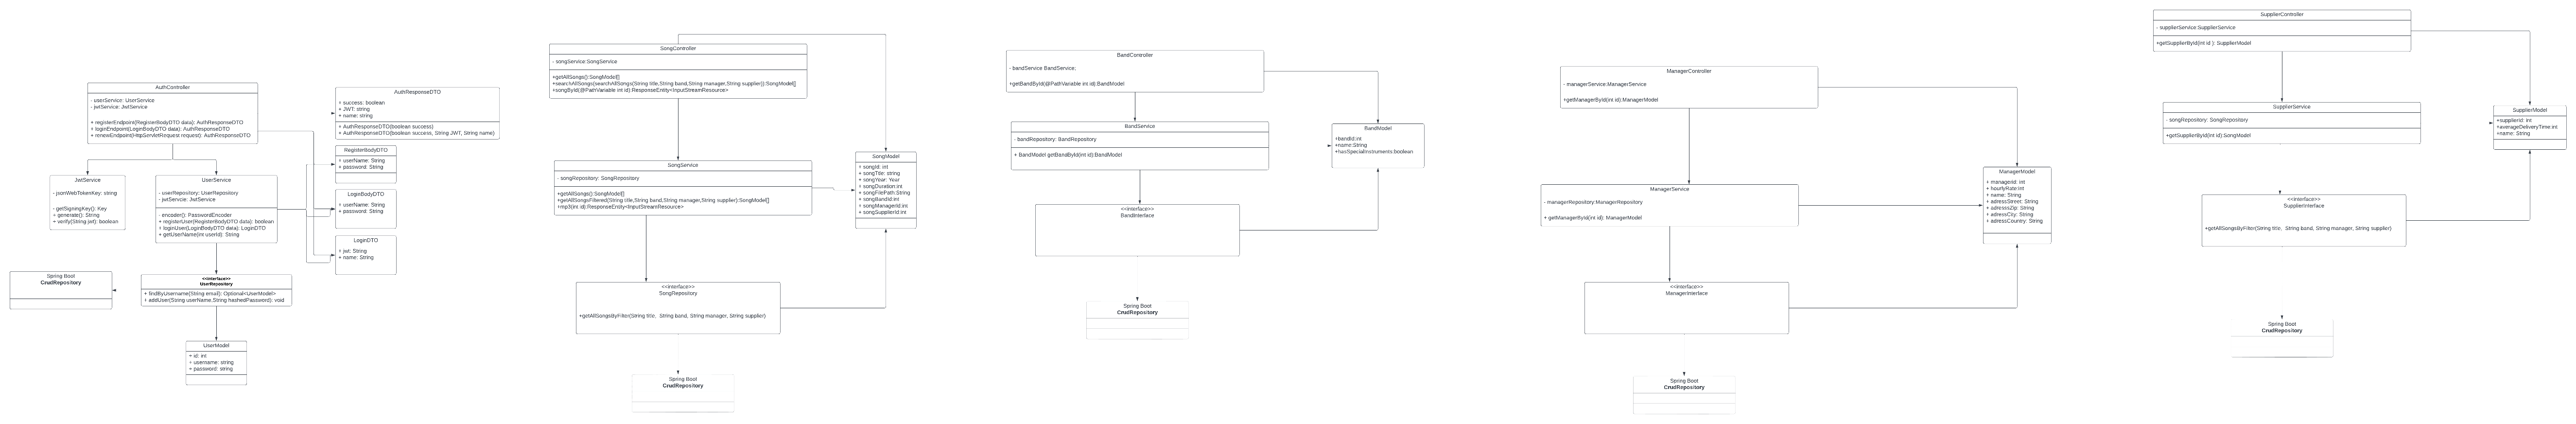 AuthController
- userService: UserService
- jwtService: JwtService
+ registerEndpoint(RegisterBodyDTO data): AuthResponseDTO
+ loginEndpoint(LoginBodyDTO data): AuthResponseDTO
+ renewEndpoint(HttpServletRequest request): AuthResponseDTO
AuthResponseDTO
+ success: boolean
+ JWT: string
+ name: string
+ AuthResponseDTO(boolean success)
+ AuthResponseDTO(boolean success, String JWT, String name)
RegisterBodyDTO
+ userName: String
+ password: String
JwtService
- jsonWebTokenKey: string
- getSigningKey(): Key
+ generate(): String
+ verify(String jwt): boolean
UserService
- userRepository: UserRepository
- jwtService: JwtService
- encoder(): PasswordEncoder
+ registerUser(RegisterBodyDTO data): boolean
+ loginUser(LoginBodyDTO data): LoginDTO
+ getUserName(int userId): String
LoginBodyDTO
+ userName: String
+ password: String
LoginDTO
+ jwt: String
+ name: String
Spring Boot
CrudRepository
<<Interface>>
UserRepository
+ findByUsername(String email): Optional<UserModel>
+ addUser(String userName,String hashedPassword): void
UserModel
+ id: int
+ username: string
+ password: string
SongController
- songService:SongService
+getAllSongs():SongModel[]
+searchAllSongs(searchAllSongs(String title,String band,String manager,String supplier):SongModel[]
+songById(@PathVariable int id):ResponseEntity<InputStreamResource>
SongService
- songRepository: SongRepository
+getAllSongs():SongModel[]
+getAllSongsFiltered(String title,String band,String manager,String supplier):SongModel[]
+mp3(int id):ResponseEntity<InputStreamResource>
SongModel
+ songId: int
+ songTitle: string
+ songYear: Year
+ songDuration:int
+ songFilePath:String
+ songBandId:int
+ songManagerId:int
+ songSupplierId:int
<<interface>>
SongRepository
+getAllSongsByFilter(String title, String band, String manager, String supplier)
Spring Boot
CrudRepository
BandController
- bandService BandService;
+getBandById(@PathVariable int id):BandModel
BandService
- bandRepository: BandRepository
+ BandModel getBandById(int id):BandModel
BandModel
+bandId:int
+name:String
+hasSpecialInstruments:boolean
<<interface>>
BandInterface
Spring Boot
CrudRepository
ManagerController
- managerService:ManagerService
+getManagerById(int id):ManagerModel
ManagerService
- managerRepository:ManagerRepository
+ getManagerById(int id): ManagerModel
ManagerModel
+ managerId: int
+ hourlyRate:int
+ name: String
+ adressStreet: String
+ adressZip: String
+ adressCity: String
+ adressCountry: String
<<interface>>
ManagerInterface
Spring Boot
CrudRepository
SupplierController
- supplierService:SupplierService
+getSupplierById(int id ): SupplierModel
SupplierService
- songRepository: SongRepository
+getSupplierById(int id):SongModel
SupplierModel
+supplierId: int
+averageDeliveryTime:int
+name: String
<<interface>>
SupplierInterface
+getAllSongsByFilter(String title, String band, String manager, String supplier)
Spring Boot
CrudRepository